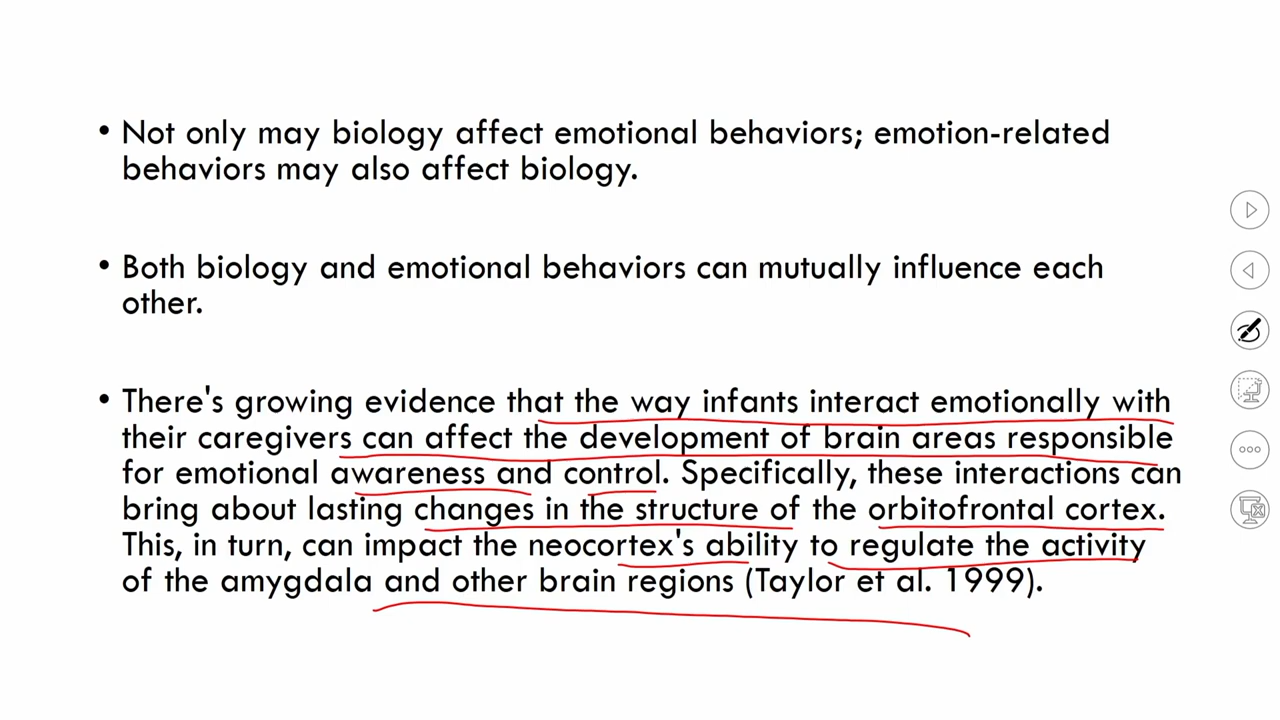 • Not only may biology affect emotional behaviors; emotion-related
behaviors may also affect biology.
• Both biology and emotional behaviors can mutually influence each
other.
• There's growing evidence that the way infants interact emotionally with
their caregivers can affect the development of brain areas responsible
for emotional awareness and control. Specifically, these interactions can
bring about lasting changes in the structure of the orbitofrontal cortex.
This, in turn, can impact the neocortex's ability to regulate the activity
of the amygdala and other brain regions (Taylor et al. 1999).